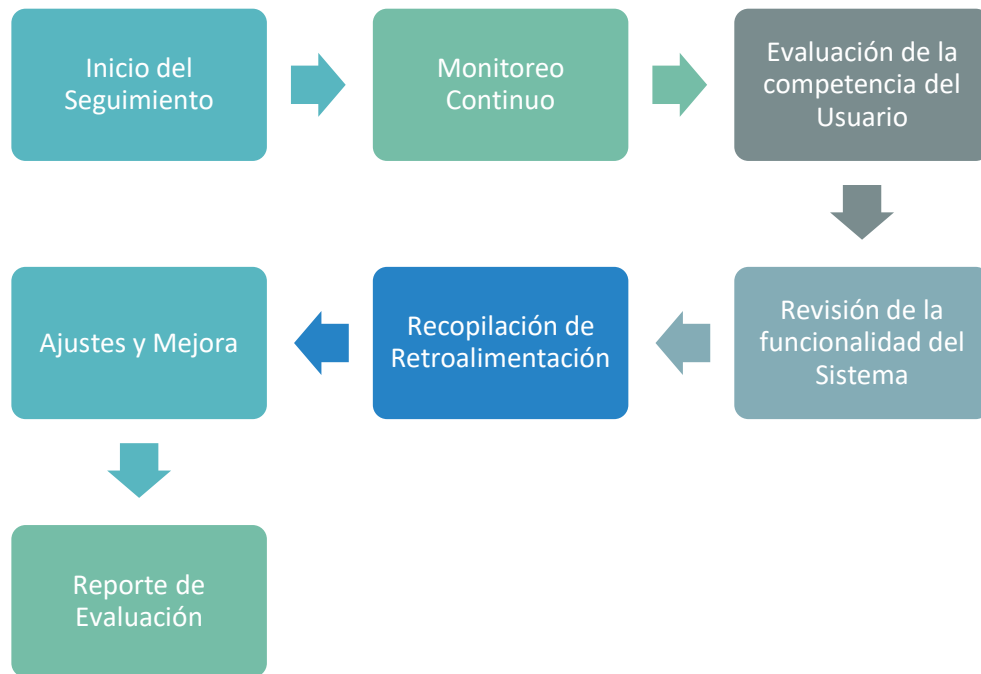 Inicio del
Seguimiento
Monitoreo
Continuo
Evaluación de la
competencia del
Usuario
Revisión de la
funcionalidad del
Sistema
Recopilación de
Retroalimentación
Ajustes y Mejora
Reporte de
Evaluación